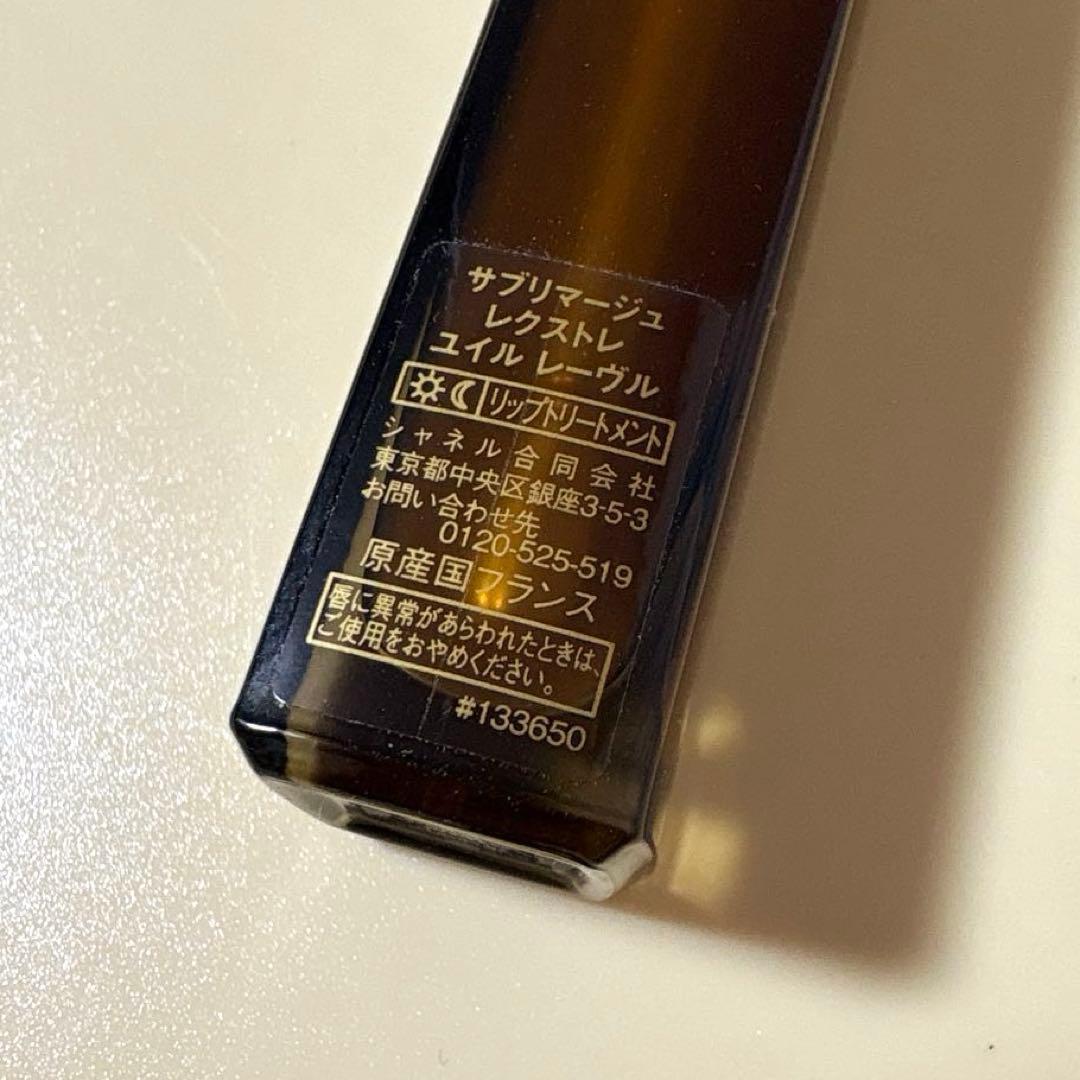 サブリマージュ
レクストレ
ユイル レーヴル
リップトリートメント
シャネル合同会社
東京都中央区銀座3-5-3
お問い合わせ先
0120-525-519
原産国フランス
唇に異常があらわれたときは、
ご使用をおやめください。
#133650